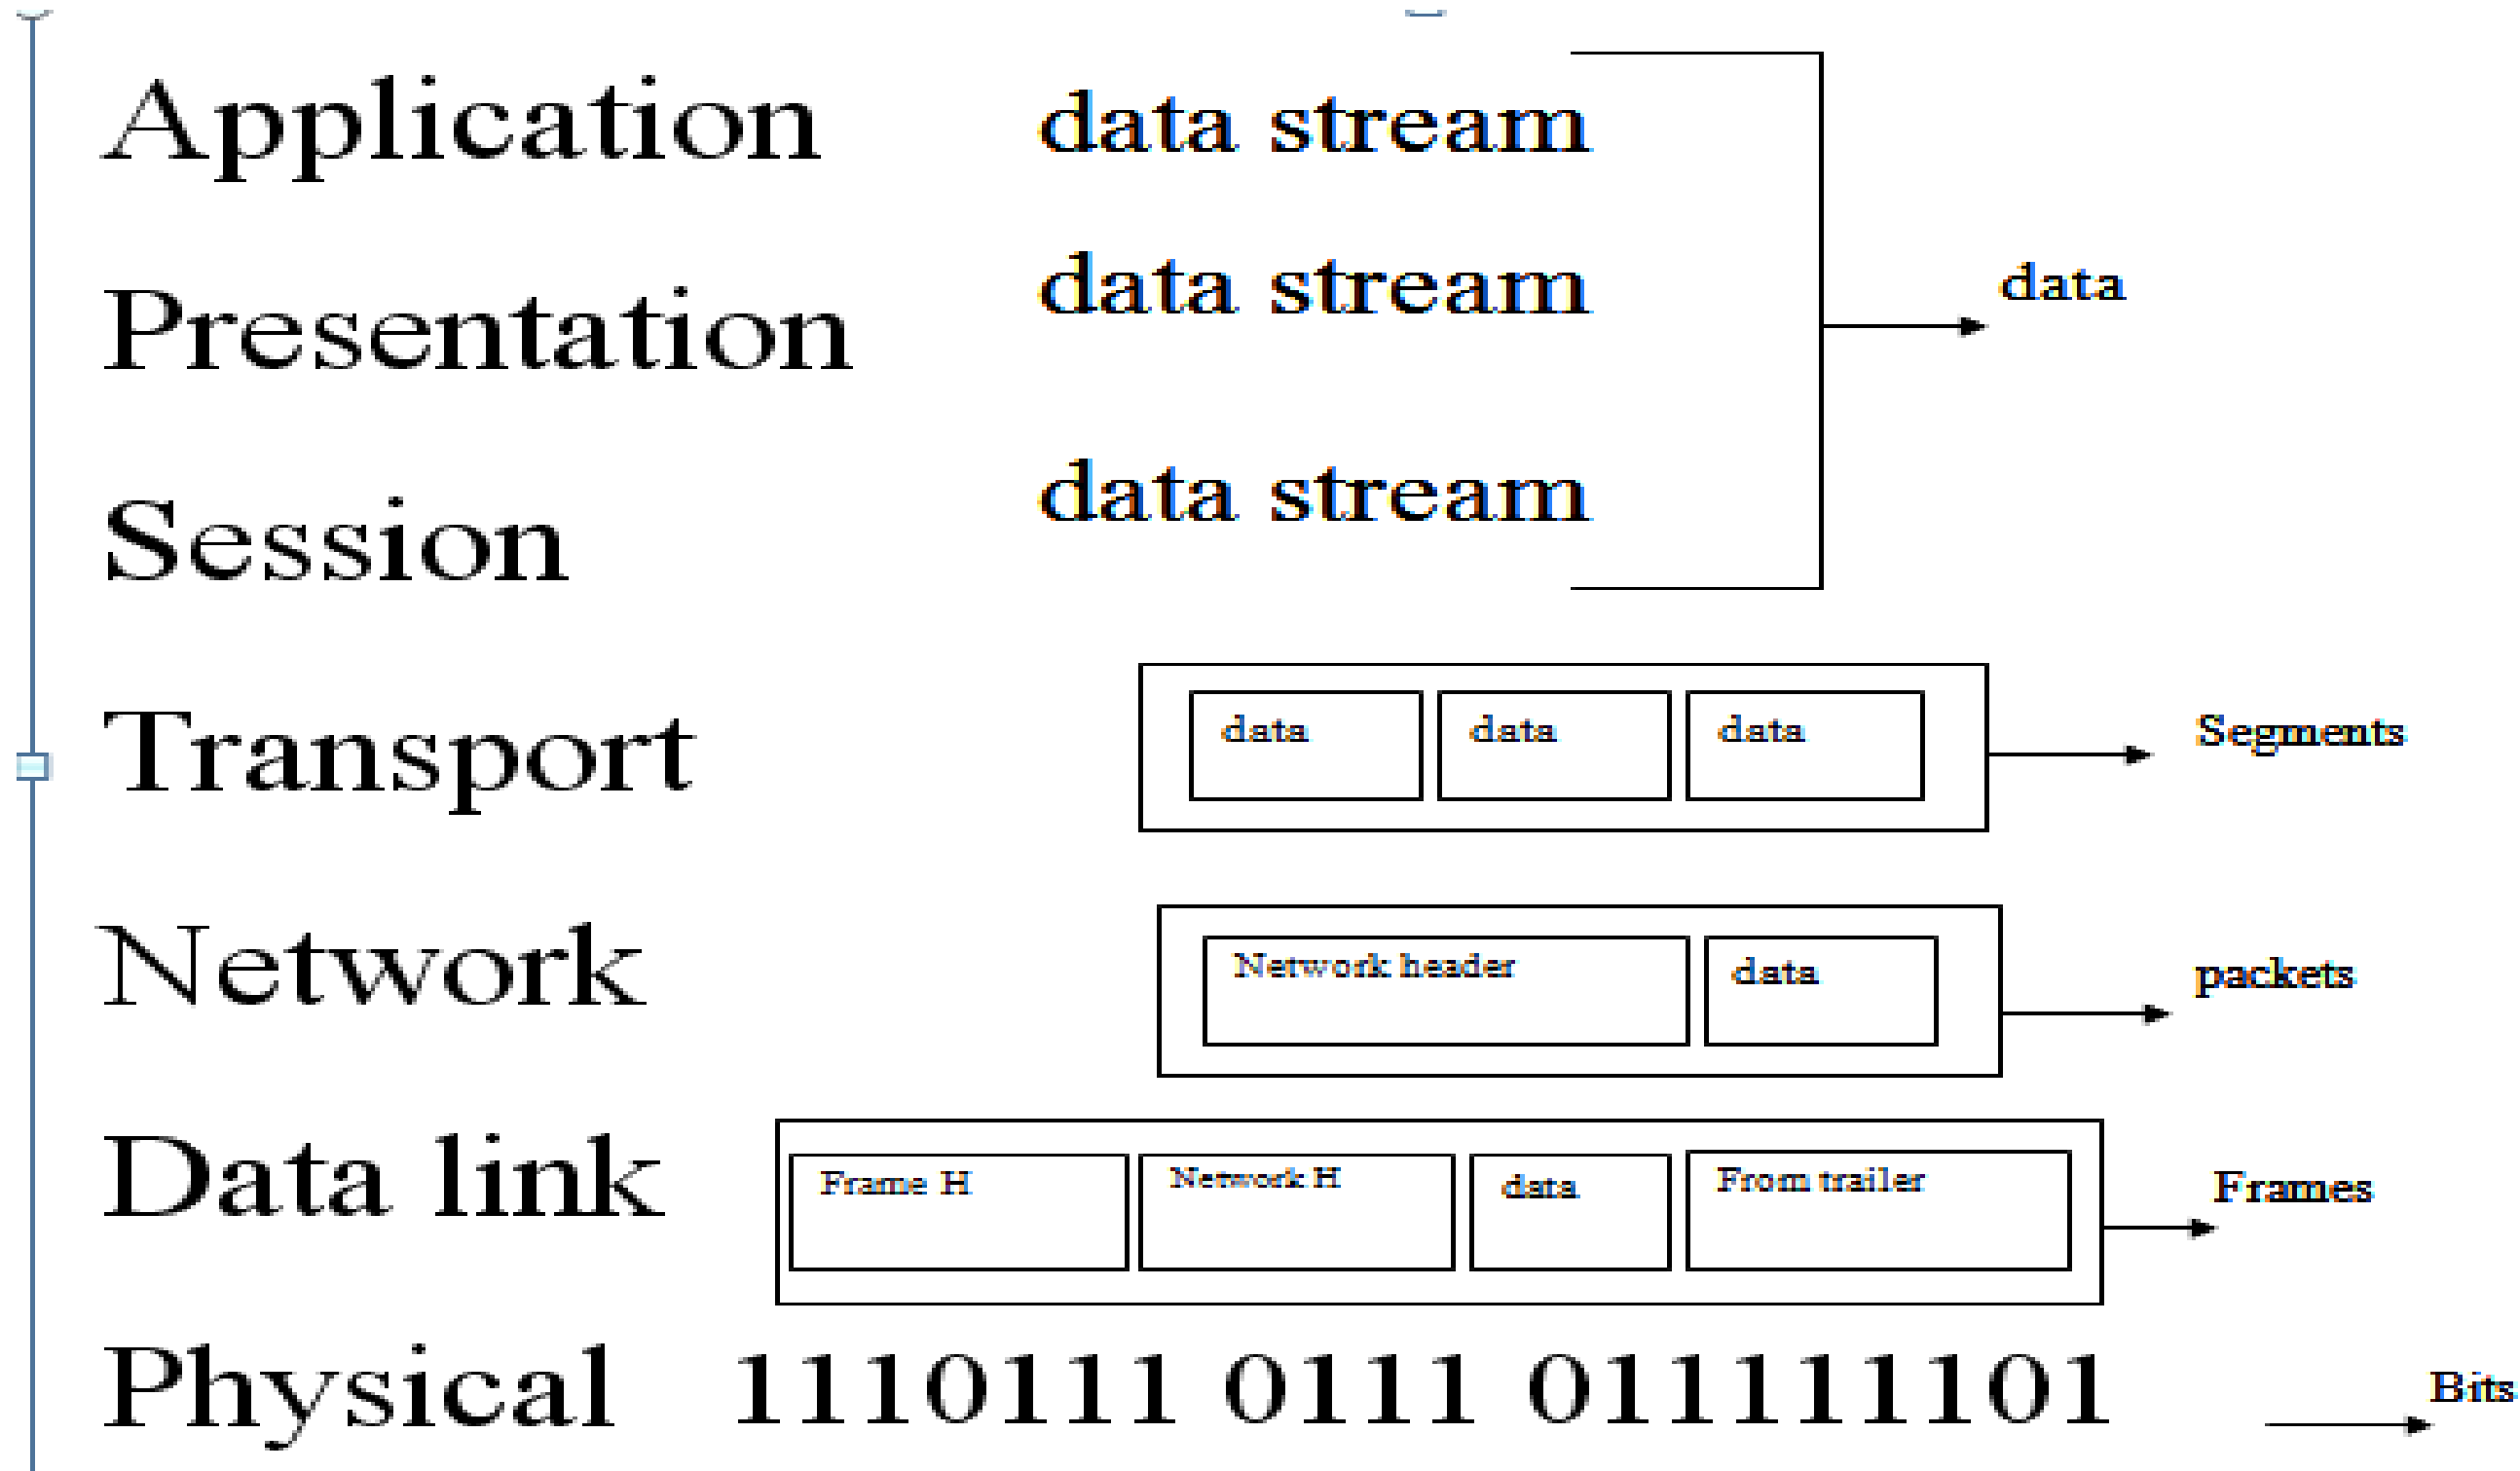 Application data stream
Presentation data stream data
Session data stream
Transport data data data Segments
Network Network header data packets
Data link Frame H Network H data From trailer Frames
Physical 1110111 0111 011111101 Bits